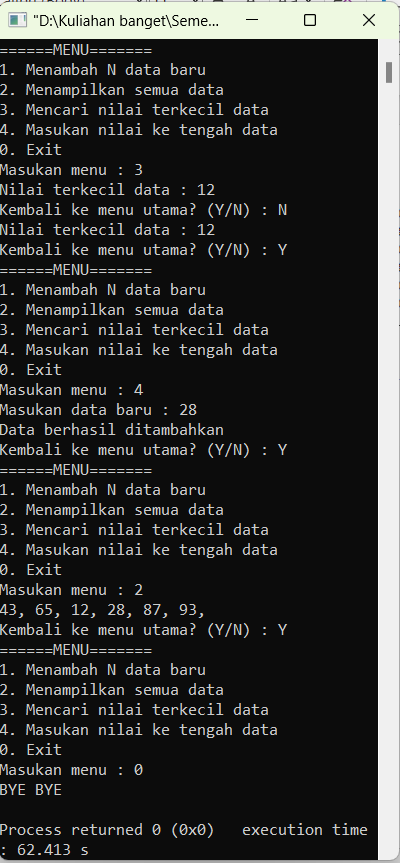 "D:\Kuliahan banget\Seme...
======MENU=======
1. Menambah N data baru
2. Menampilkan semua data
3. Mencari nilai terkecil data
4. Masukan nilai ke tengah data
0. Exit
Masukan menu : 3
Nilai terkecil data : 12
Kembali ke menu utama? (Y/N) : N
Nilai terkecil data : 12
Kembali ke menu utama? (Y/N) : Y
======MENU=======
1. Menambah N data baru
2. Menampilkan semua data
3. Mencari nilai terkecil data
4. Masukan nilai ke tengah data
0. Exit
Masukan menu : 4
Masukan data baru : 28
Data berhasil ditambahkan
Kembali ke menu utama? (Y/N) : Y
======MENU=======
1. Menambah N data baru
2. Menampilkan semua data
3. Mencari nilai terkecil data
4. Masukan nilai ke tengah data
0. Exit
Masukan menu : 2
43, 65, 12, 28, 87, 93,
Kembali ke menu utama? (Y/N) : Y
======MENU=======
1. Menambah N data baru
2. Menampilkan semua data
3. Mencari nilai terkecil data
4. Masukan nilai ke tengah data
0. Exit
Masukan menu : 0
BYE BYE
Process returned 0 (0x0)   execution time
: 62.413 s